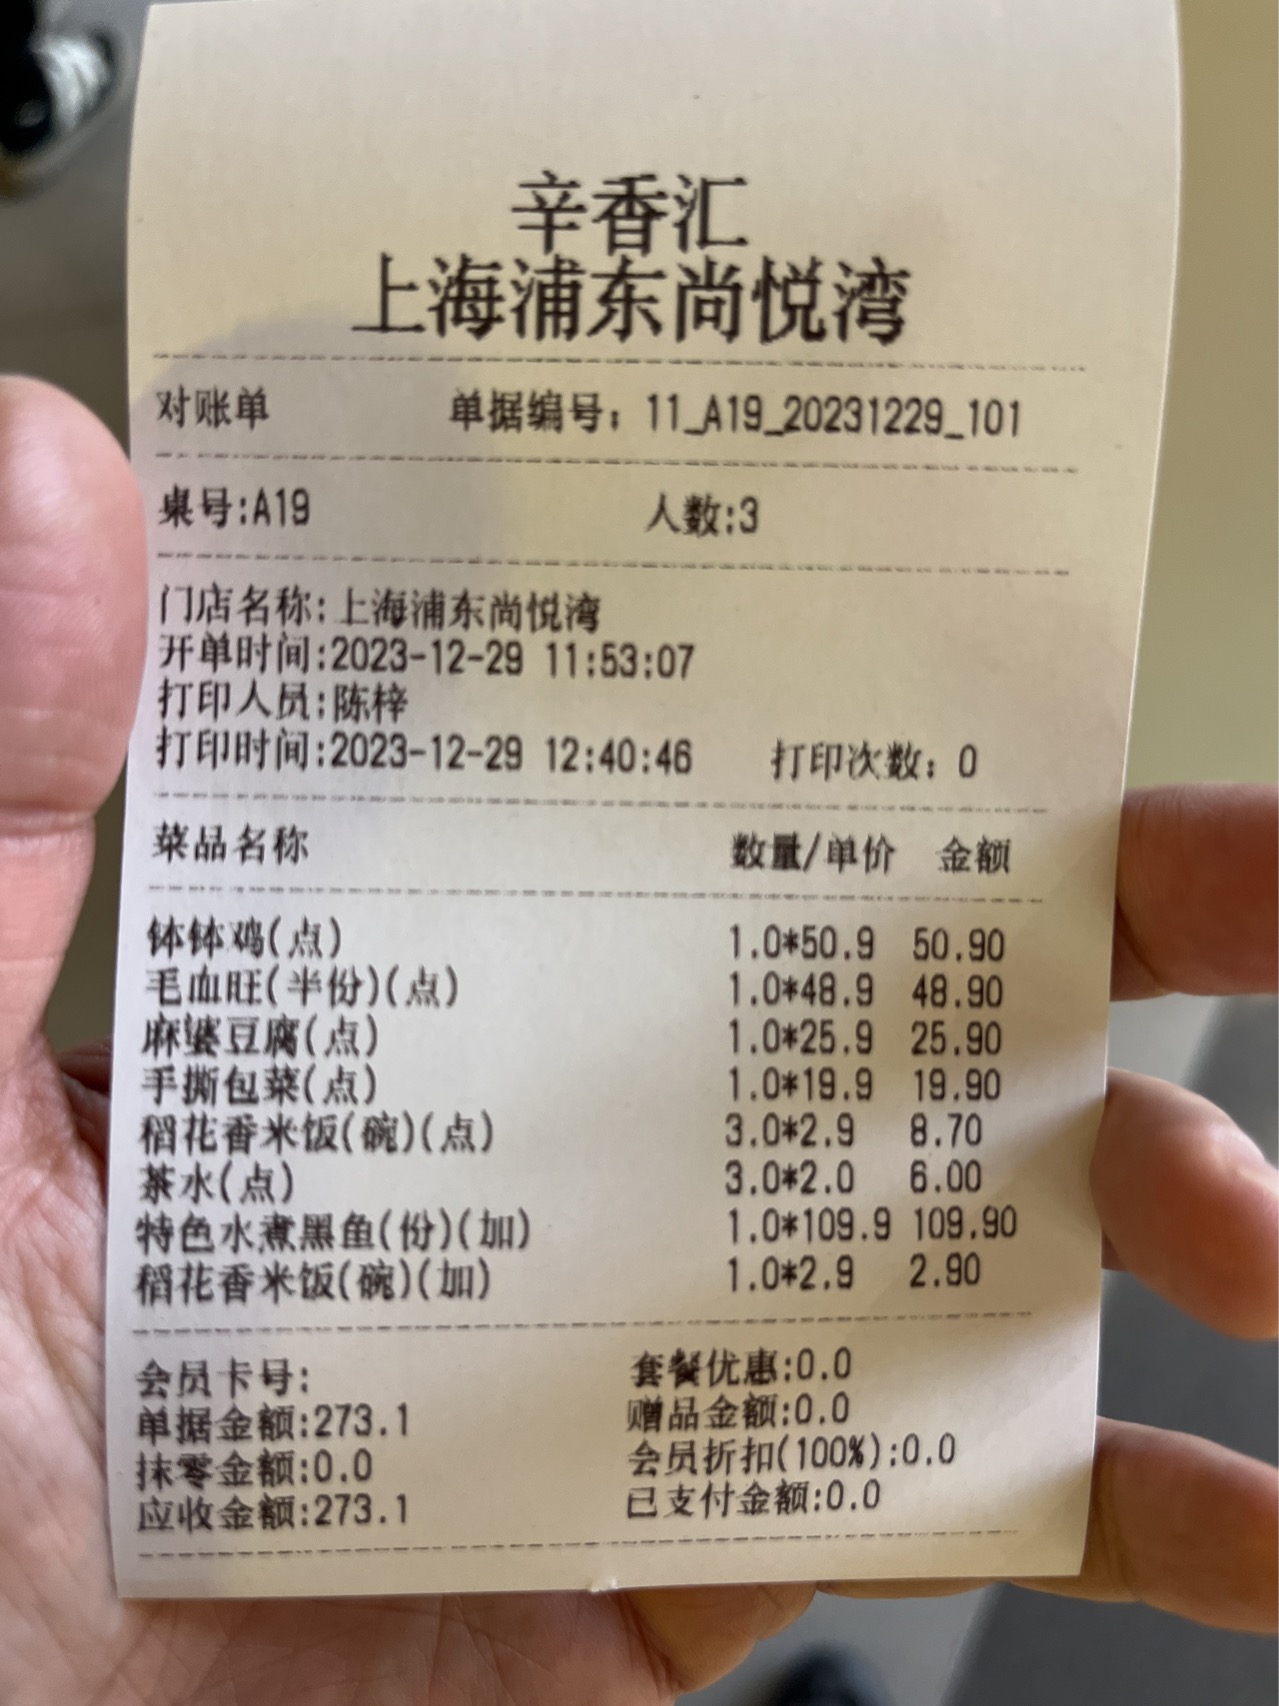 辛香汇
上海浦东尚悦湾
对账单 单据编号：11_A19_20231229_101
桌号:A19 人数:3
门店名称:上海浦东尚悦湾
开单时间:2023-12-29 11:53:07
打印人员:陈梓
打印时间:2023-12-29 12:40:46 打印次数：0
菜品名称 数量/单价 金额
钵钵鸡(点) 1.0*50.9 50.90
毛血旺(半份)(点) 1.0*48.9 48.90
麻婆豆腐(点) 1.0*25.9 25.90
手撕包菜(点) 1.0*19.9 19.90
稻花香米饭(碗)(点) 3.0*2.9 8.70
茶水(点) 3.0*2.0 6.00
特色水煮黑鱼(份)(加) 1.0*109.9 109.90
稻花香米饭(碗)(加) 1.0*2.9 2.90
会员卡号: 套餐优惠:0.0
单据金额:273.1 赠品金额:0.0
抹零金额:0.0 会员折扣(100%):0.0
应收金额:273.1 已支付金额:0.0